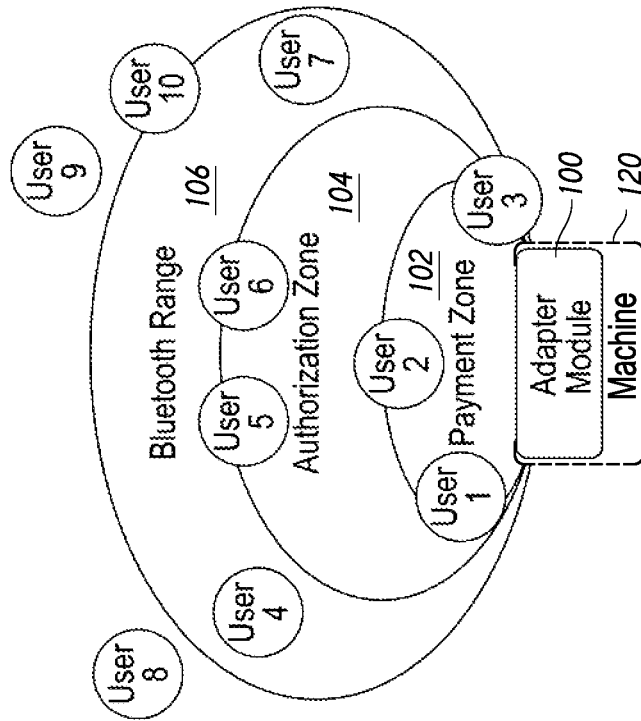 User
9
User
10
User
7
User
8
Bluetooth Range
106
User
4
User
5
User
6
Authorization Zone
104
User
1
User
2
User
3
Payment Zone
102
Adapter
Module
100
Machine
120